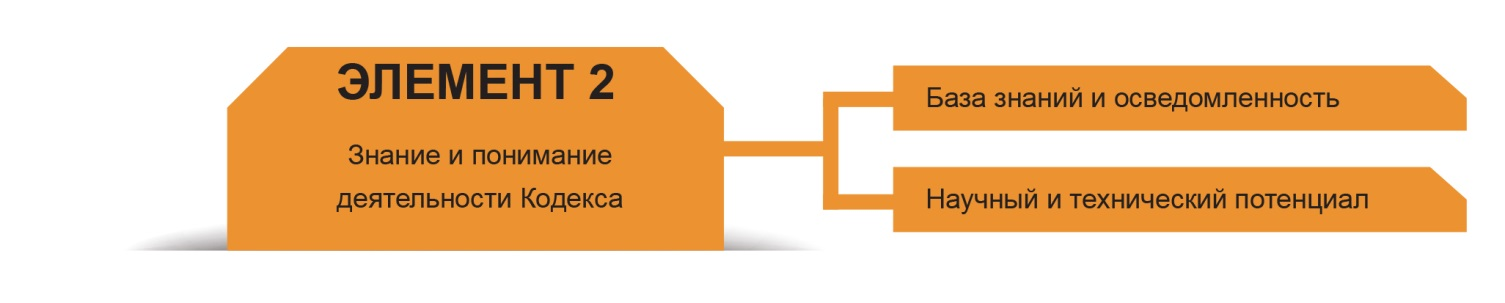 ЭЛЕМЕНТ 2
Знание и понимание
деятельности Кодекса
База знаний и осведомленность
Научный и технический потенциал